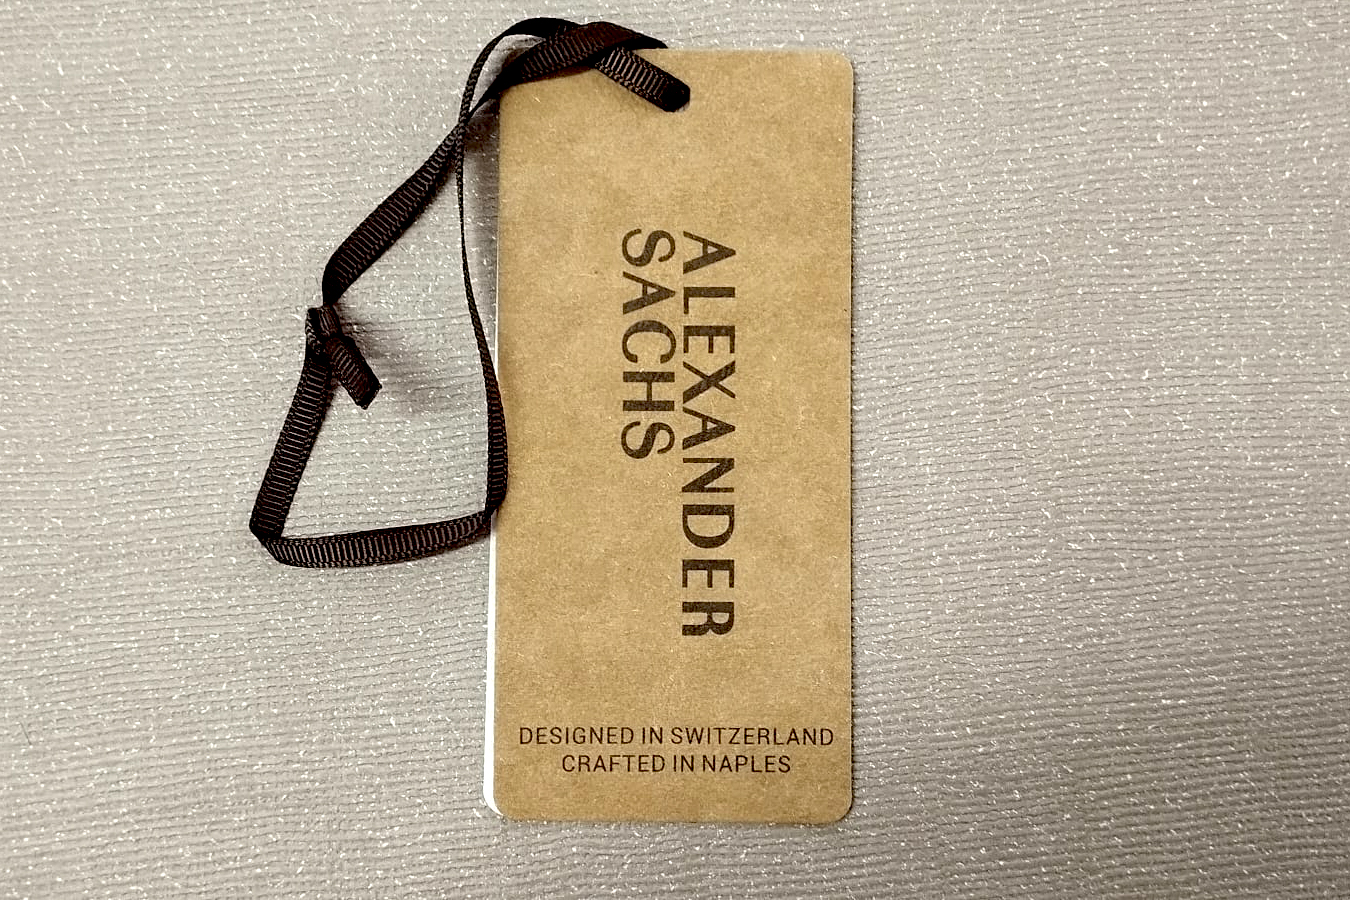 ALEXANDER
SACHS
DESIGNED IN SWITZERLAND
CRAFTED IN NAPLES